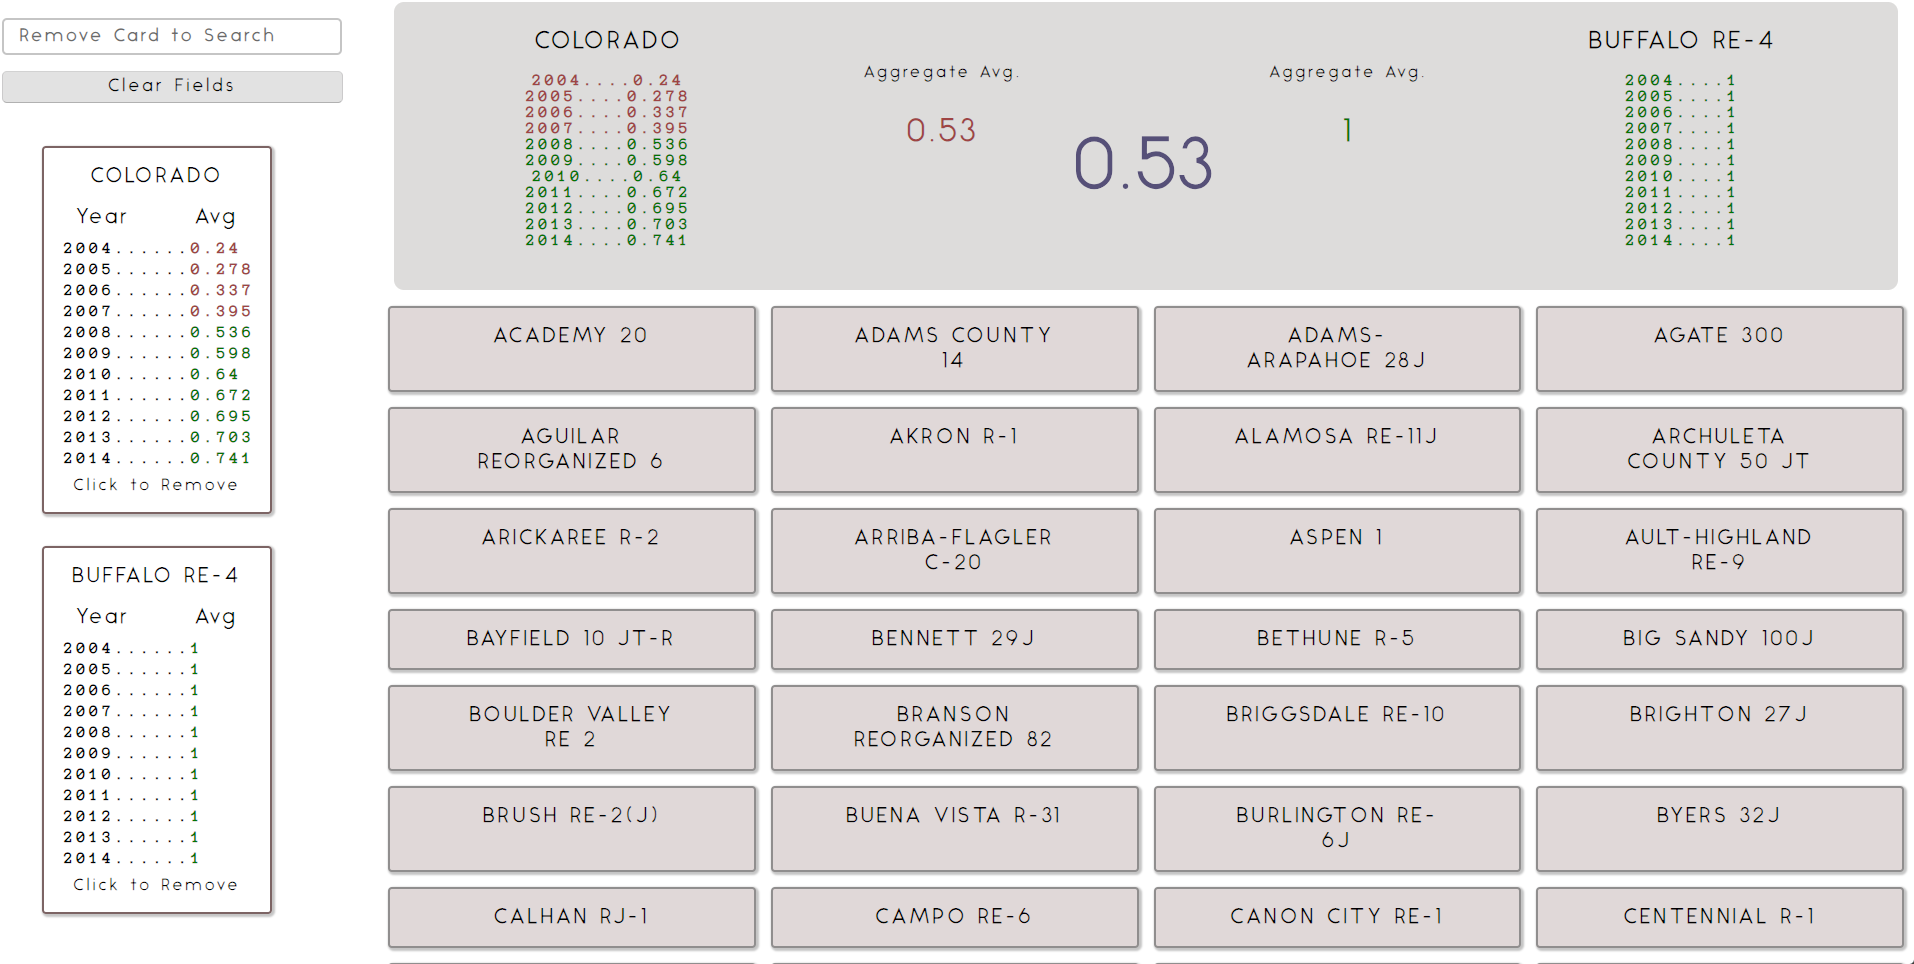 Remove Card to Search
Clear Fields
COLORADO
Year Avg
2004......0.24
2005......0.278
2006......0.337
2007......0.395
2008......0.536
2009......0.598
2010......0.64
2011......0.672
2012......0.695
2013......0.703
2014......0.741
Click to Remove
BUFFALO RE-4
Year Avg
2004......1
2005......1
2006......1
2007......1
2008......1
2009......1
2010......1
2011......1
2012......1
2013......1
2014......1
Click to Remove
COLORADO
2004....0.24
2005....0.278
2006....0.337
2007....0.395
2008....0.536
2009....0.598
2010....0.64
2011....0.672
2012....0.695
2013....0.703
2014....0.741
Aggregate Avg.
0.53
0.53
Aggregate Avg.
1
BUFFALO RE-4
2004....1
2005....1
2006....1
2007....1
2008....1
2009....1
2010....1
2011....1
2012....1
2013....1
2014....1
ACADEMY 20
ADAMS COUNTY
14
ADAMS-
ARAPAHOE 28J
AGATE 300
AGUILAR
REORGANIZED 6
AKRON R-1
ALAMOSA RE-11J
ARCHULETA
COUNTY 50 JT
ARICKAREE R-2
ARRIBA-FLAGLER
C-20
ASPEN 1
AULT-HIGHLAND
RE-9
BAYFIELD 10 JT-R
BENNETT 29J
BETHUNE R-5
BIG SANDY 100J
BOULDER VALLEY
RE 2
BRANSON
REORGANIZED 82
BRIGGSDALE RE-10
BRIGHTON 27J
BRUSH RE-2(J)
BUENA VISTA R-31
BURLINGTON RE-
6J
BYERS 32J
CALHAN RJ-1
CAMPO RE-6
CANON CITY RE-1
CENTENNIAL R-1